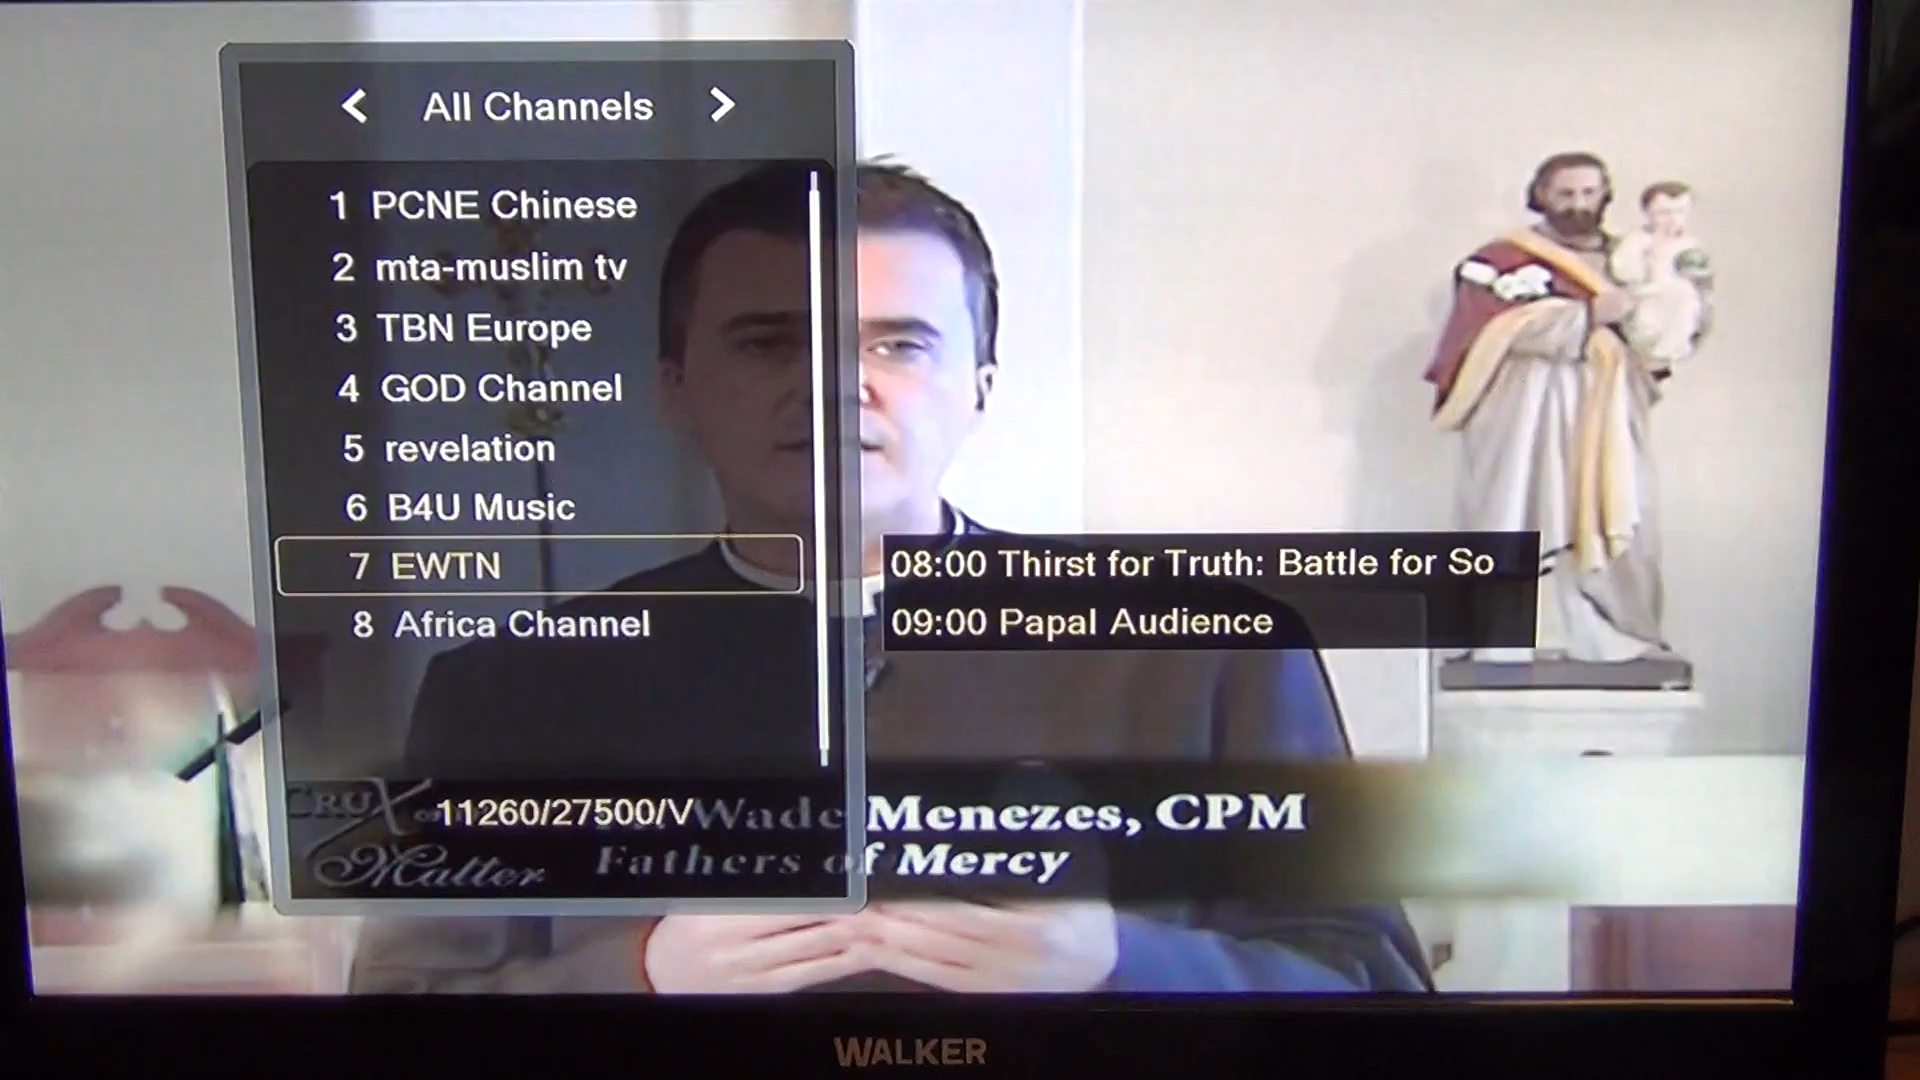 All Channels
1 PCNE Chinese
2 mta-muslim tv
3 TBN Europe
4 GOD Channel
5 revelation
6 B4U Music
7 EWTN
8 Africa Channel
08:00 Thirst for Truth: Battle for So
09:00 Papal Audience
11260/27500/V
CRUX of
Matter
Wade Menezes, CPM
Fathers of Mercy
WALKER